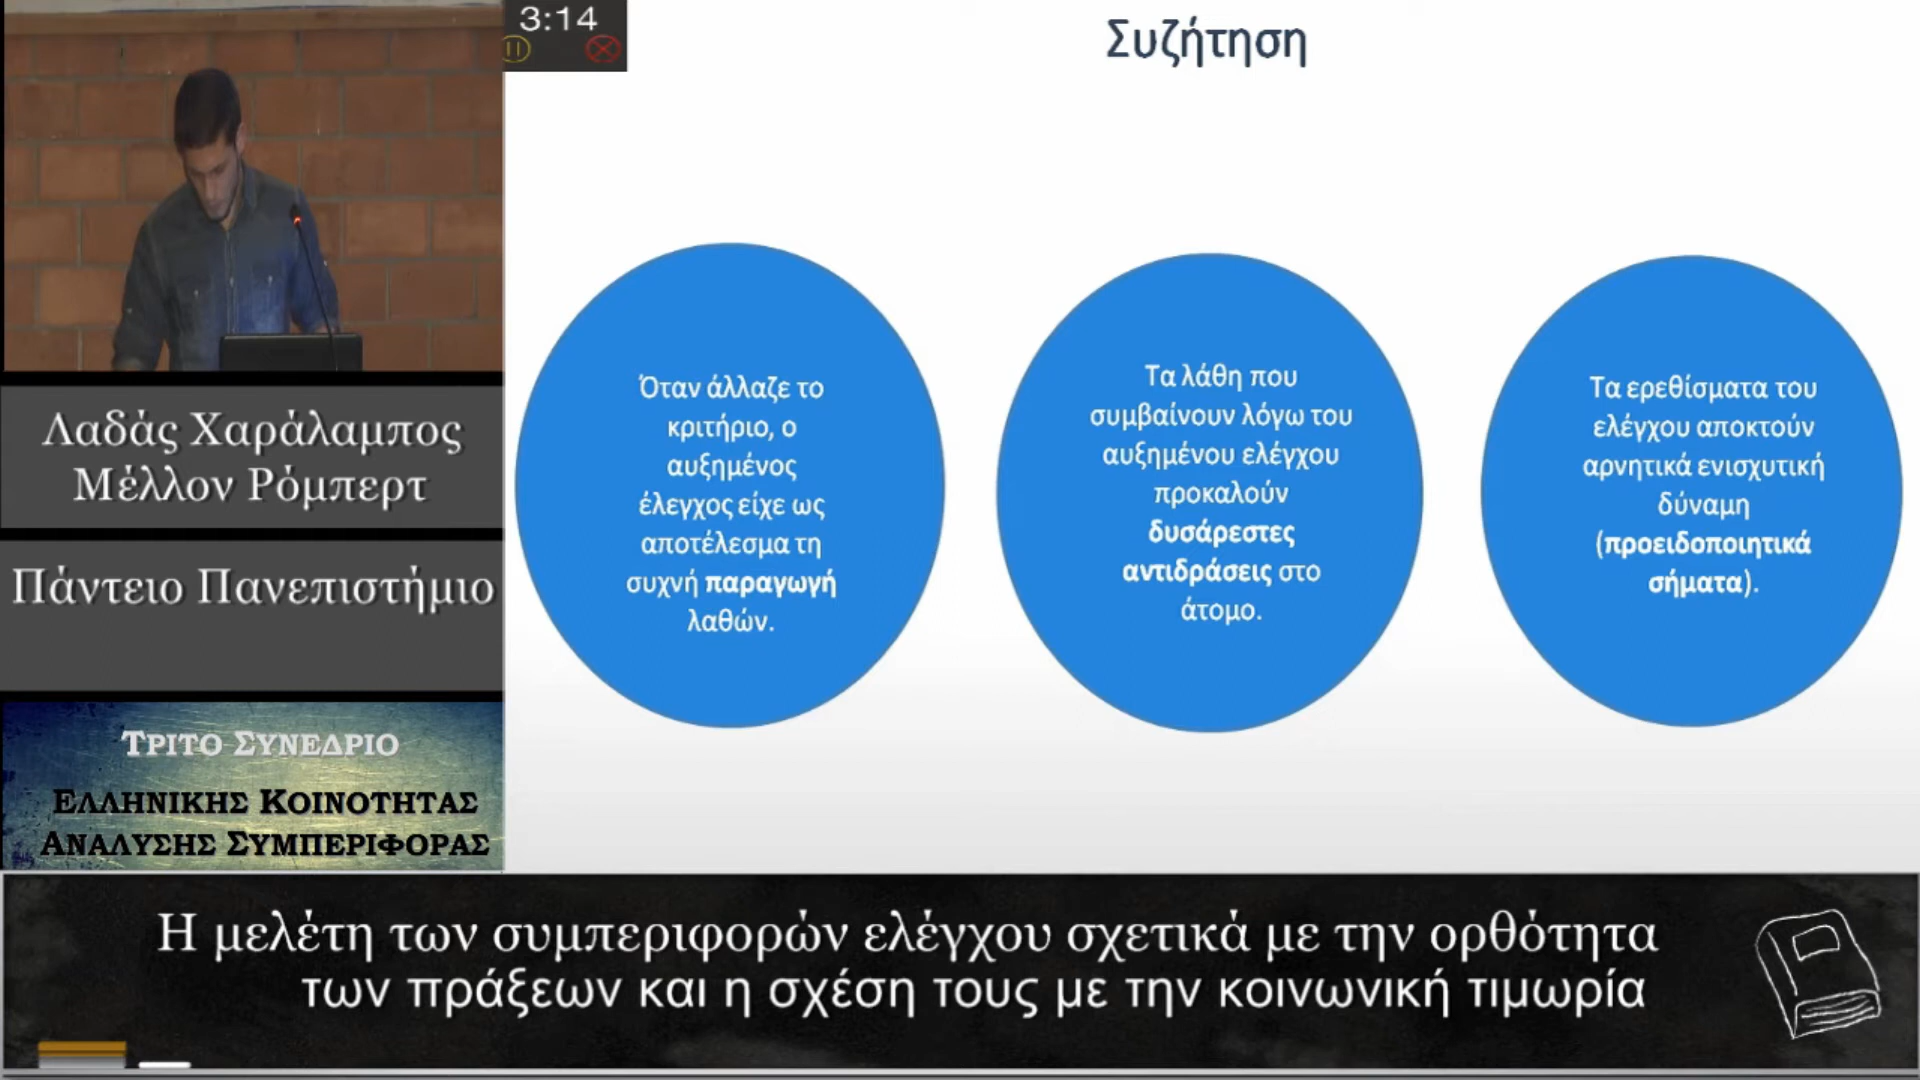 3:14
Συζήτηση
Όταν άλλαζε το
κριτήριο, ο
αυξημένος
έλεγχος είχε ως
αποτέλεσμα τη
συχνή παραγωγή
λαθών.
Τα λάθη που
συμβαίνουν λόγω του
αυξημένου ελέγχου
προκαλούν
δυσάρεστες
αντιδράσεις στο
άτομο.
Τα ερεθίσματα του
ελέγχου αποκτούν
αρνητικά ενισχυτική
δύναμη
(προειδοποιητικά
σήματα).
Λαδάς Χαράλαμπος
Μέλλον Ρόμπερτ
Πάντειο Πανεπιστήμιο
ΤΡΙΤΟ ΣΥΝΕΔΡΙΟ
ΕΛΛΗΝΙΚΗΣ ΚΟΙΝΟΤΗΤΑΣ
ΑΝΑΛΥΣΗΣ ΣΥΜΠΕΡΙΦΟΡΑΣ
Η μελέτη των συμπεριφορών ελέγχου σχετικά με την ορθότητα
των πράξεων και η σχέση τους με την κοινωνική τιμωρία